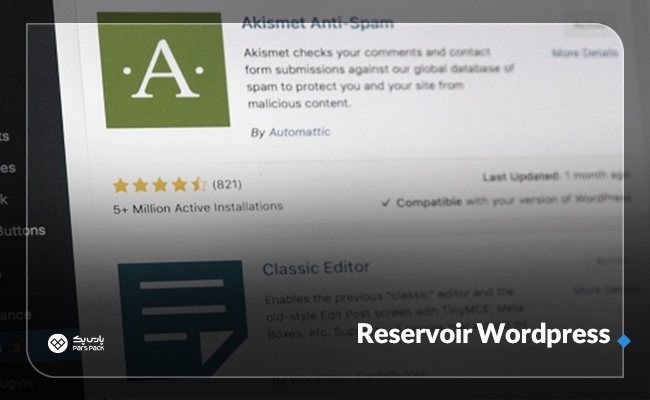 Akismet Anti-Spam
Akismet checks your comments and contact
form submissions against our global database of
spam to protect you and your site from
malicious content.
By Automattic
More Details
(821)
5+ Million Active Installations
Last Updated: 1 month ago
✓ Compatible with your version of WordPress
Buttons
Classic Editor
Enables the previous "classic" editor and the
old-style Edit Post screen with TinyMCE, Meta
Boxes, etc.
More Details
Reservoir Wordpress
پارس پک
PARS PACK
2